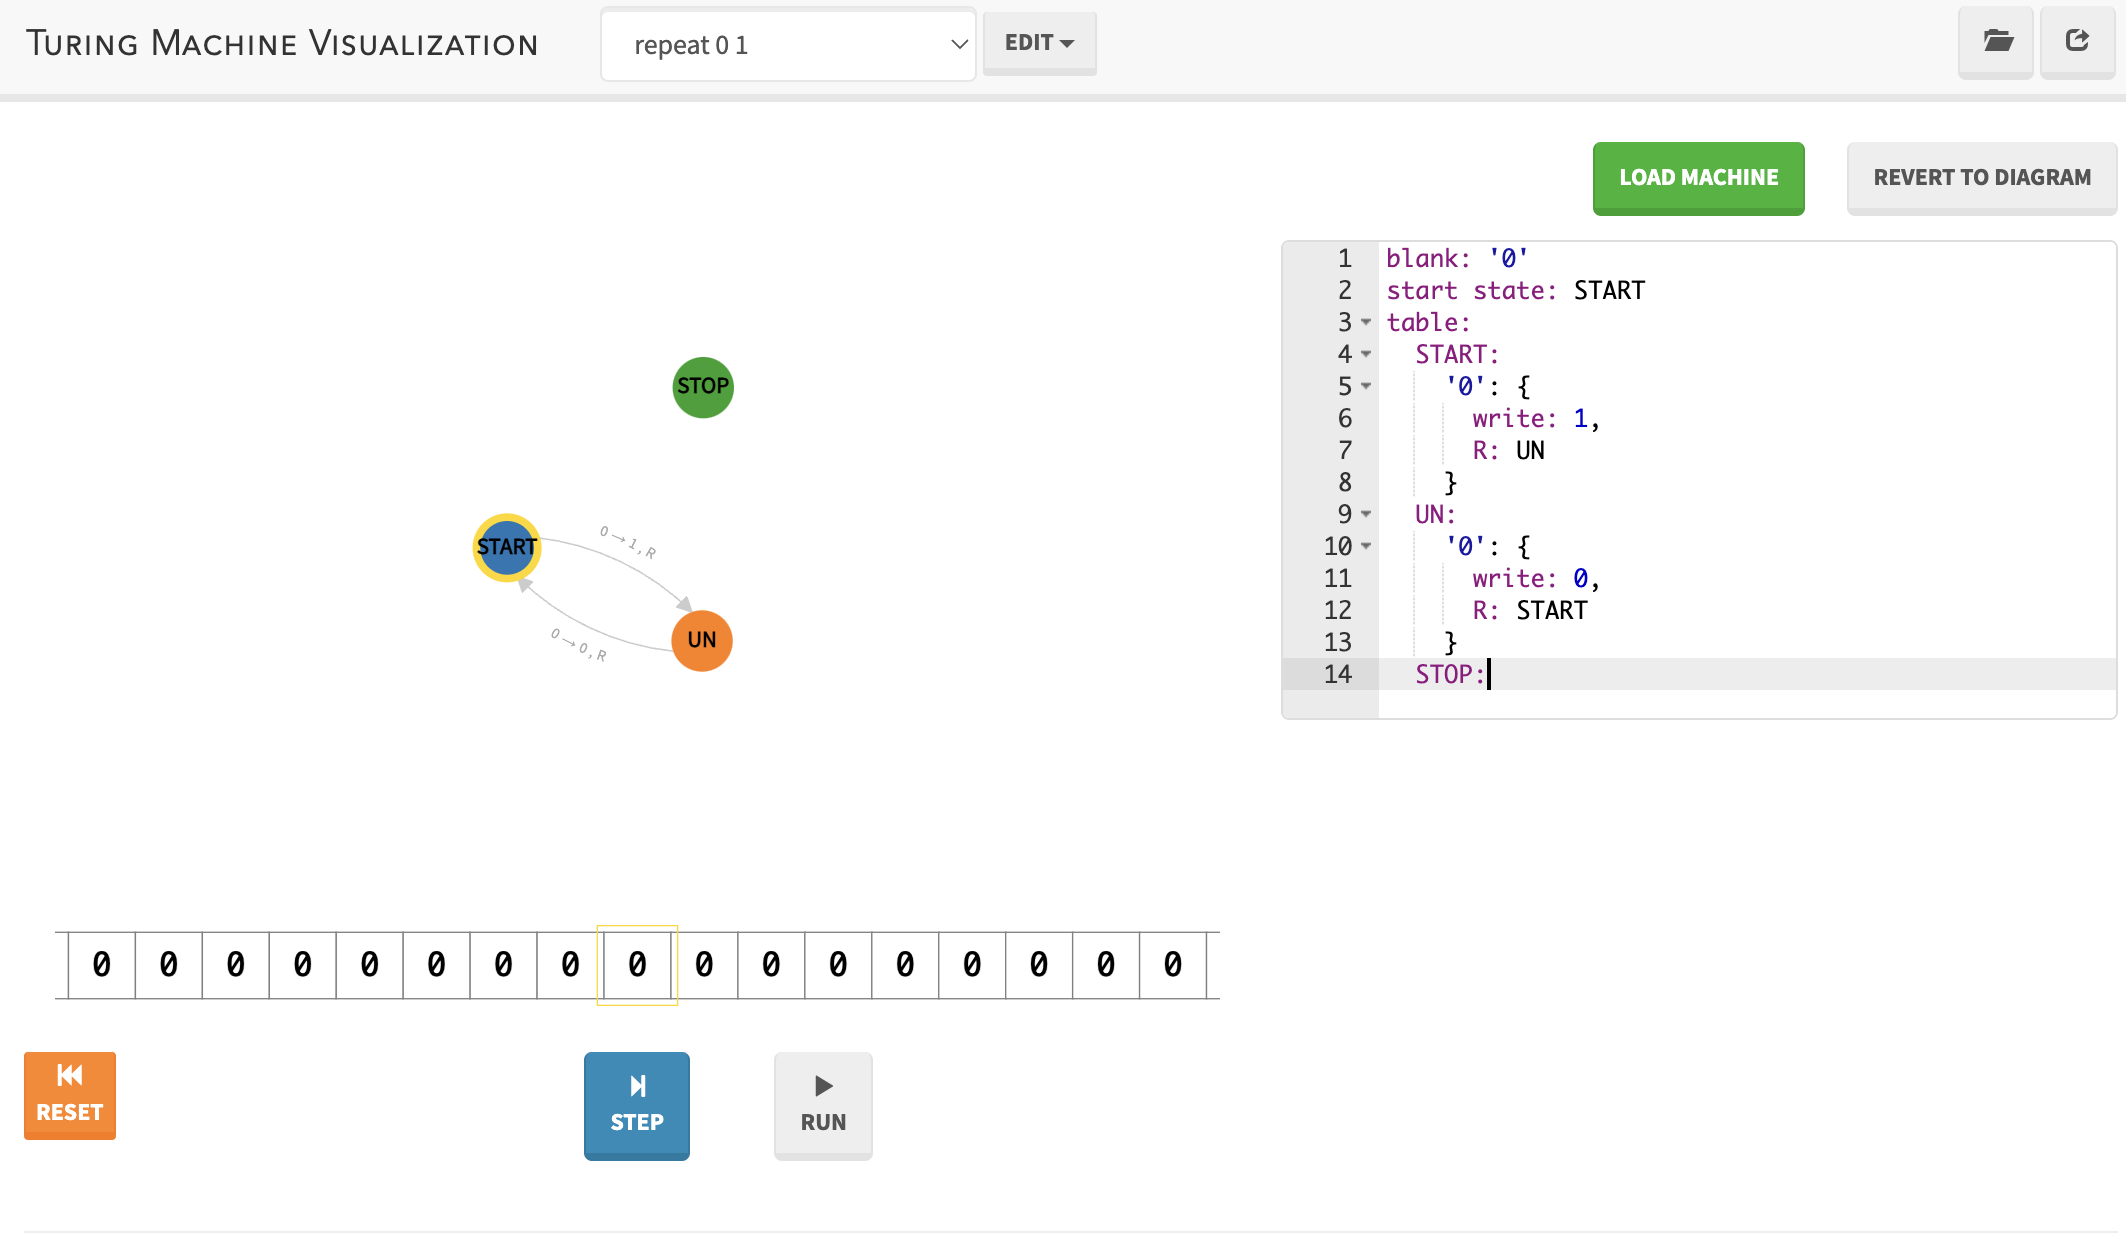 TURING MACHINE VISUALIZATION
repeat 0 1
EDIT
LOAD MACHINE
REVERT TO DIAGRAM
1 blank: '0'
2 start state: START
3 table:
4 START:
5 '0': {
6 write: 1,
7 R: UN
8 }
9 UN:
10 '0': {
11 write: 0,
12 R: START
13 }
14 STOP:
STOP
START
0→1,R
UN
0→0,R
0 0 0 0 0 0 0 0 0 0 0 0 0 0 0 0 0
RESET
STEP
RUN